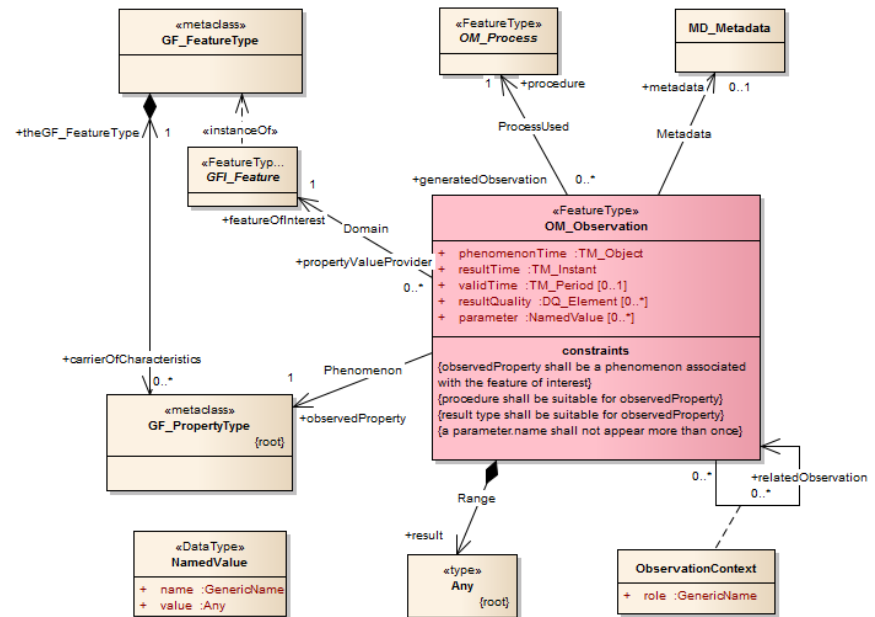 «metaclass»
GF_FeatureType
«FeatureType»
OM_Process
MD_Metadata
1
+procedure
+metadata
0..1
+theGF_FeatureType
1
«instanceOf»
ProcessUsed
Metadata
«FeatureTyp...
GFI_Feature
1
+generatedObservation
0..*
+featureOfInterest
Domain
+propertyValueProvider
0..*
«FeatureType»
OM_Observation
+ phenomenonTime :TM_Object
+ resultTime :TM_Instant
+ validTime :TM_Period [0..1]
+ resultQuality :DQ_Element [0..*]
+ parameter :NamedValue [0..*]
constraints
{observedProperty shall be a phenomenon associated
with the feature of interest}
{procedure shall be suitable for observedProperty}
{result type shall be suitable for observedProperty}
{a parameter.name shall not appear more than once}
+carrierOfCharacteristics
0..*
1
Phenomenon
+observedProperty
«metaclass»
GF_PropertyType
{root}
0..*
+relatedObservation
0..*
Range
+result
«DataType»
NamedValue
+ name :GenericName
+ value :Any
«type»
Any
{root}
ObservationContext
+ role :GenericName